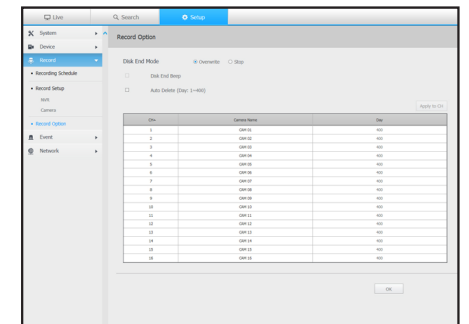 Live
Search
Setup
System
Device
Record
Recording Schedule
Record Setup
NVR
Camera
Record Option
Event
Network
Record Option
Disk End Mode
Overwrite
Stop
Disk End Beep
Auto Delete (Day: 1~400)
Apply to CH
Camera Name
Day
1 CAM 01 400
2 CAM 02 400
3 CAM 03 400
4 CAM 04 400
5 CAM 05 400
6 CAM 06 400
7 CAM 07 400
8 CAM 08 400
9 CAM 09 400
10 CAM 10 400
11 CAM 11 400
12 CAM 12 400
13 CAM 13 400
14 CAM 14 400
15 CAM 15 400
16 CAM 16 400
OK